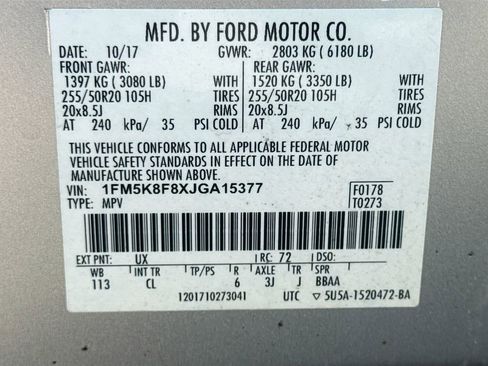 MFD. BY FORD MOTOR CO.
DATE: 10/17 GVWR: 2803 KG ( 6180 LB)
FRONT GAWR: REAR GAWR:
1397 KG ( 3080 LB) WITH 1520 KG ( 3350 LB) WITH
255/50R20 105H TIRES 255/50R20 105H TIRES
20x8.5J RIMS 20x8.5J RIMS
AT 240 kPa/ 35 PSI COLD AT 240 kPa/ 35 PSI COLD
THIS VEHICLE CONFORMS TO ALL APPLICABLE FEDERAL MOTOR
VEHICLE SAFETY STANDARDS IN EFFECT ON THE DATE OF
MANUFACTURE SHOWN ABOVE.
VIN: 1FM5K8F8XJGA15377 F0178
TYPE: MPV T0273
EXT PNT: UX RC: 72 DSO:
WB INT TR TP/PS R AXLE TR SPR
113 CL 6 3J J BBAA
1201710273041 UTC ▽ 5U5A-1520472-BA